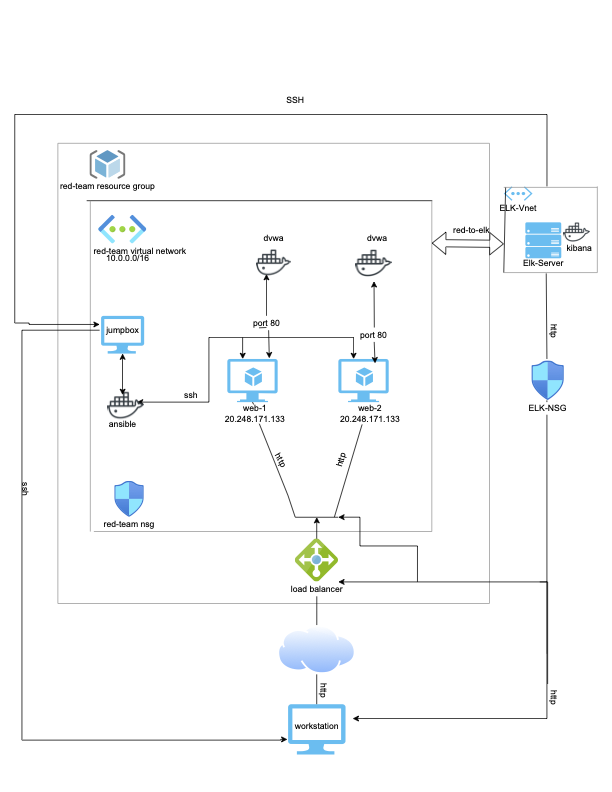 SSH
red-team resource group
ELK-Vnet
red-team virtual network
10.0.0.0/16
dvwa
dvwa
red-to-elk
kibana
Elk-Server
port 80
port 80
jumpbox
http
ssh
web-1
20.248.171.133
web-2
20.248.171.133
ansible
ELK-NSG
http
http
ssh
red-team nsg
load balancer
http
http
workstation